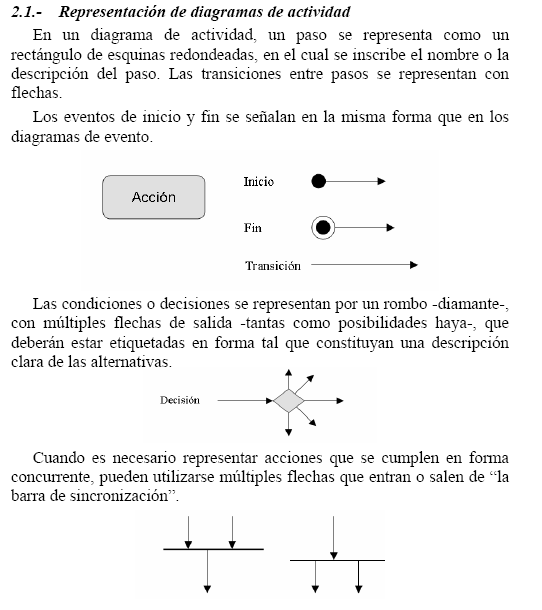 2.1.- Representación de diagramas de actividad
En un diagrama de actividad, un paso se representa como un
rectángulo de esquinas redondeadas, en el cual se inscribe el nombre o la
descripción del paso. Las transiciones entre pasos se representan con
flechas.
Los eventos de inicio y fin se señalan en la misma forma que en los
diagramas de evento.
Acción
Inicio
Fin
Transición
Las condiciones o decisiones se representan por un rombo -diamante-,
con múltiples flechas de salida -tantas como posibilidades haya-, que
deberán estar etiquetadas en forma tal que constituyan una descripción
clara de las alternativas.
Decisión
Cuando es necesario representar acciones que se cumplen en forma
concurrente, pueden utilizarse múltiples flechas que entran o salen de “la
barra de sincronización”.